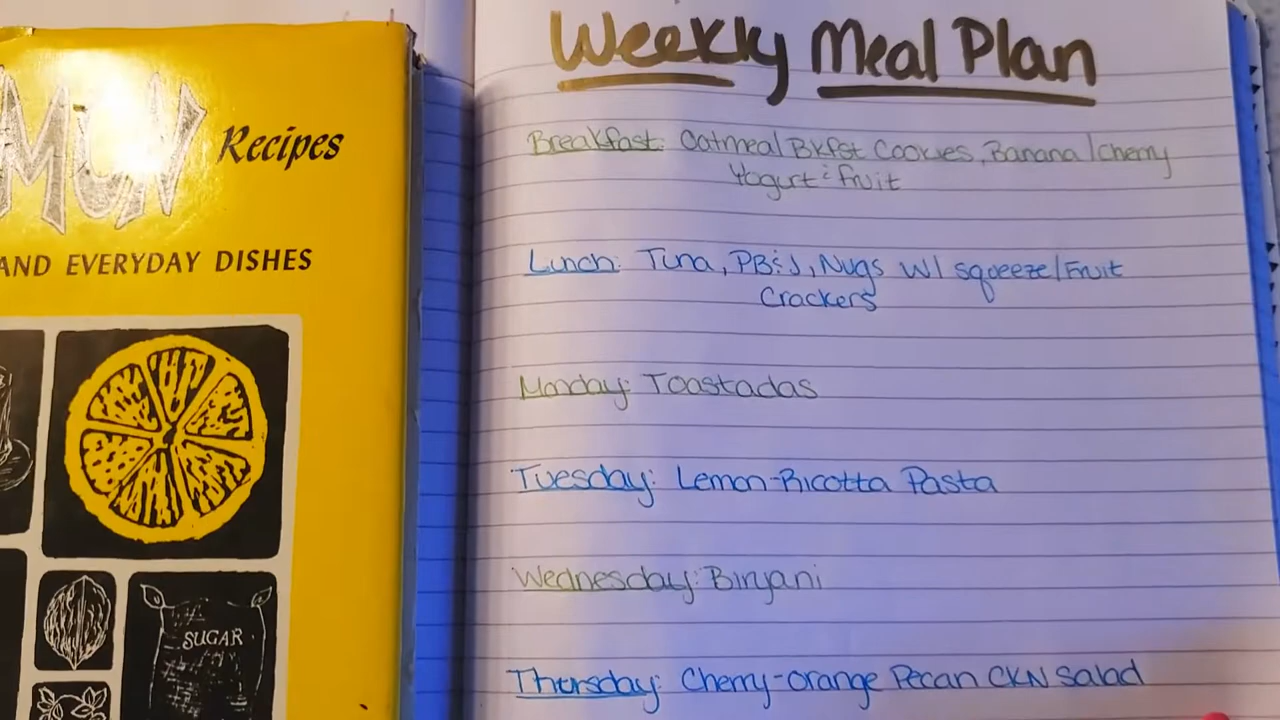 Recipes
AND EVERYDAY DISHES
SUGAR
Weekly Meal Plan
Breakfast: Oatmeal Bkfst Cookies, Banana/Cherry
Yogurt & Fruit
Lunch: Tuna, PB&J, Nugs w/ squeeze/Fruit
Crackers
Monday: Toastadas
Tuesday: Lemon-Ricotta Pasta
Wednesday: Biryani
Thursday: Cherry-orange Pecan CKN Salad